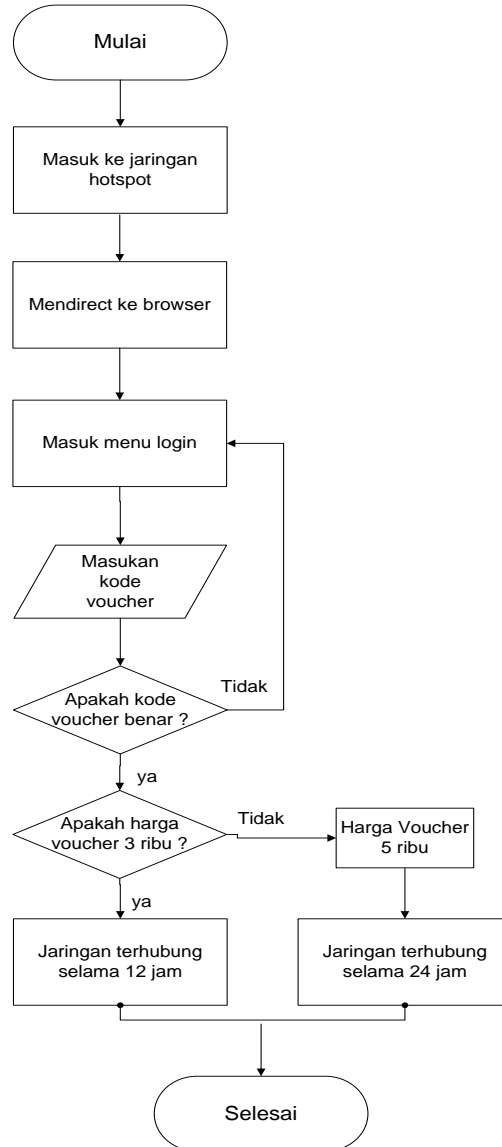 Mulai
Masuk ke jaringan
hotspot
Mendirect ke browser
Masuk menu login
Masukan
kode
voucher
Apakah kode
voucher benar ?
Tidak
ya
Apakah harga
voucher 3 ribu ?
Tidak
Harga Voucher
5 ribu
ya
Jaringan terhubung
selama 12 jam
Jaringan terhubung
selama 24 jam
Selesai